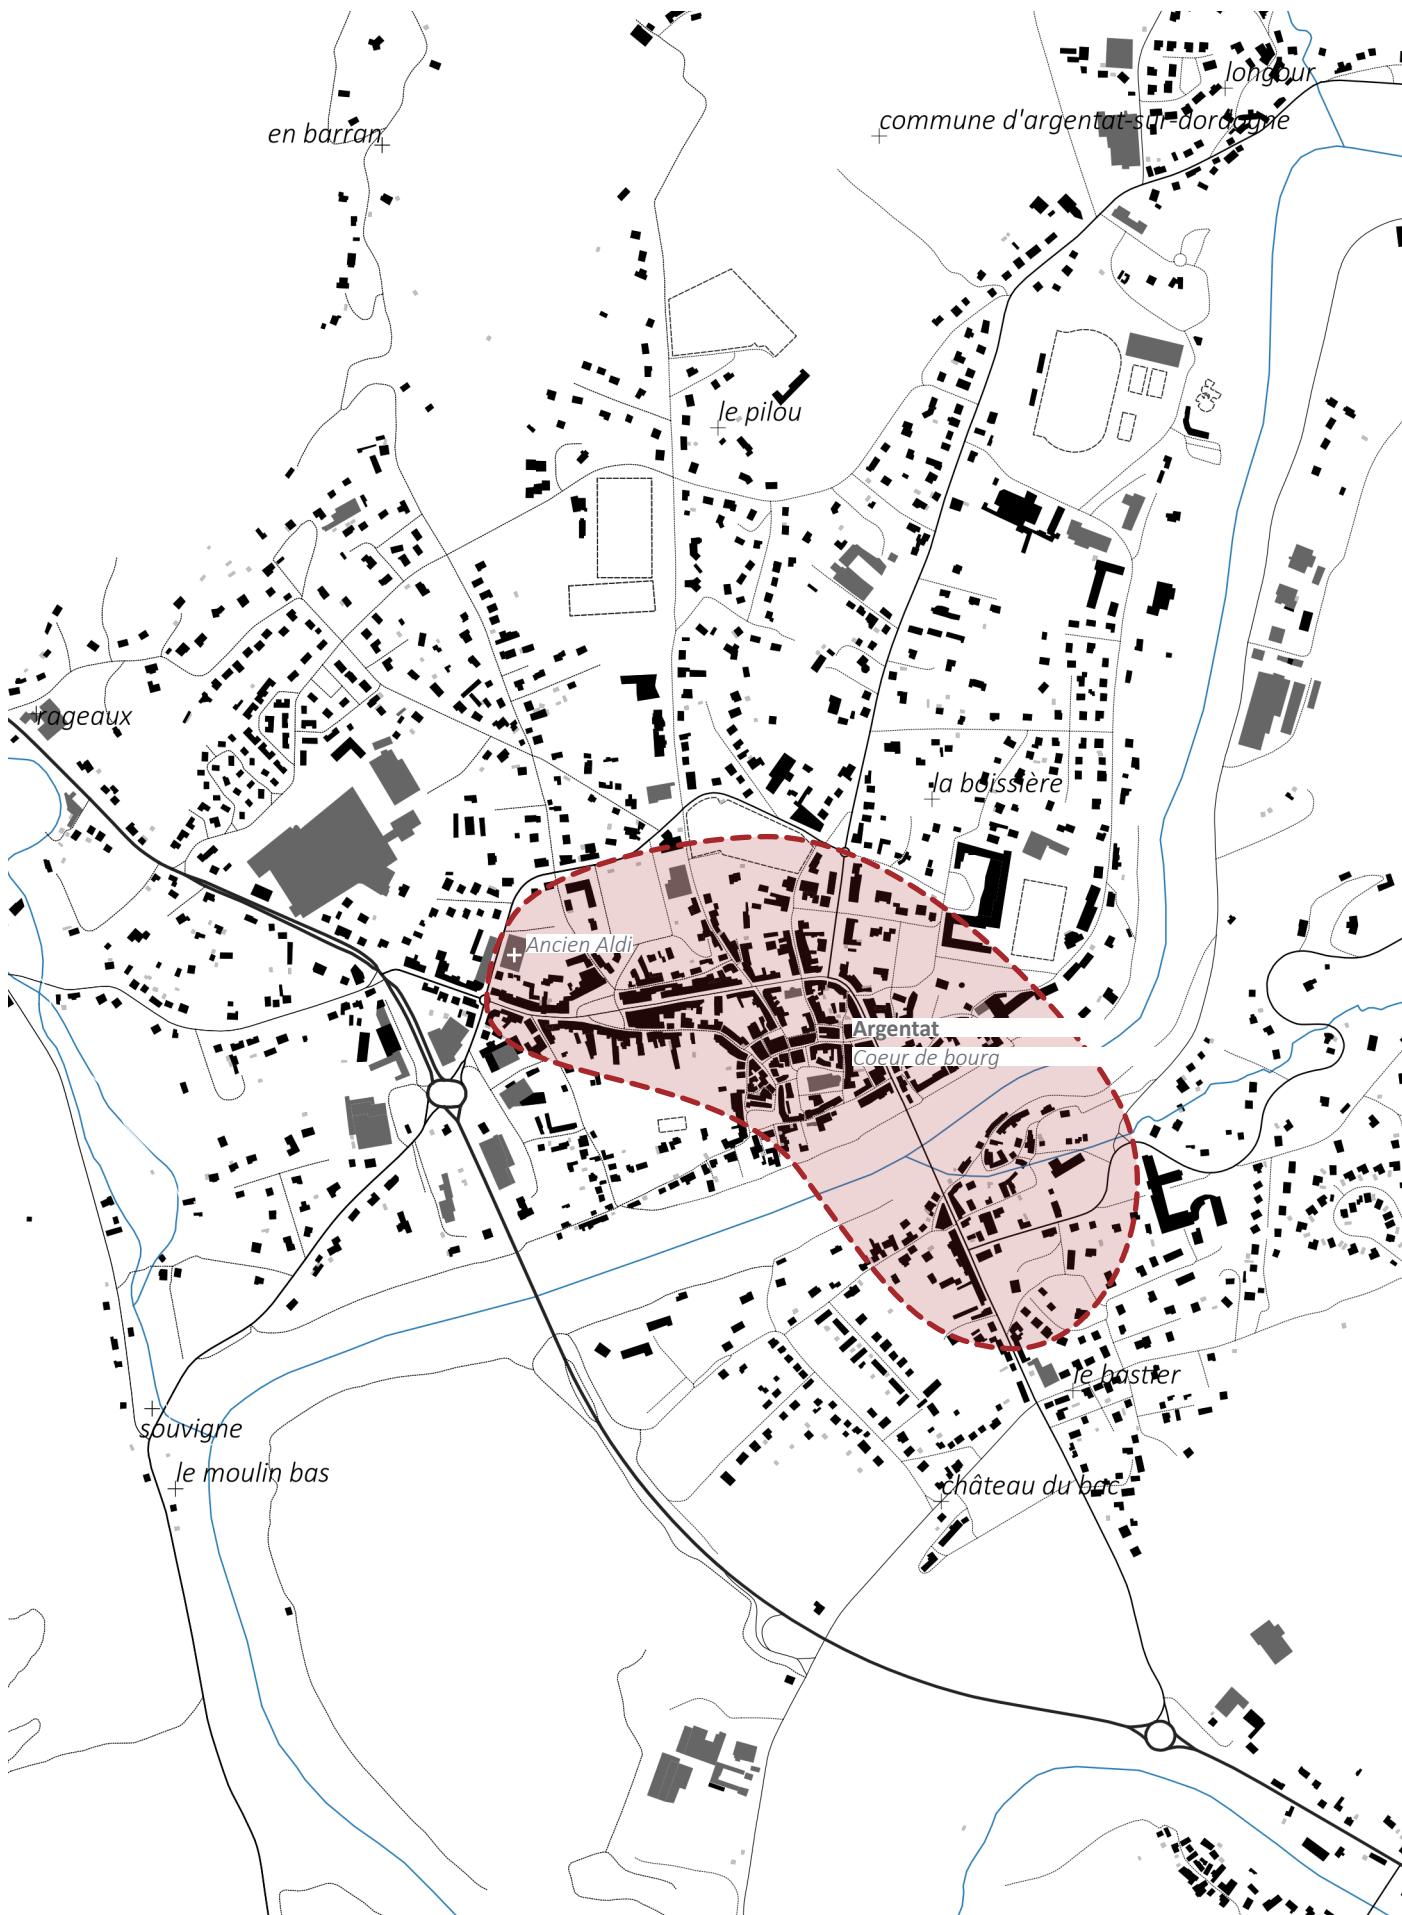 longour
commune d'argentat-sur-dordogne
en barran
le pilou
rageaux
la boissière
Ancien Aldi
Argentat
Coeur de bourg
le bastier
souvigne
le moulin bas
château du bac